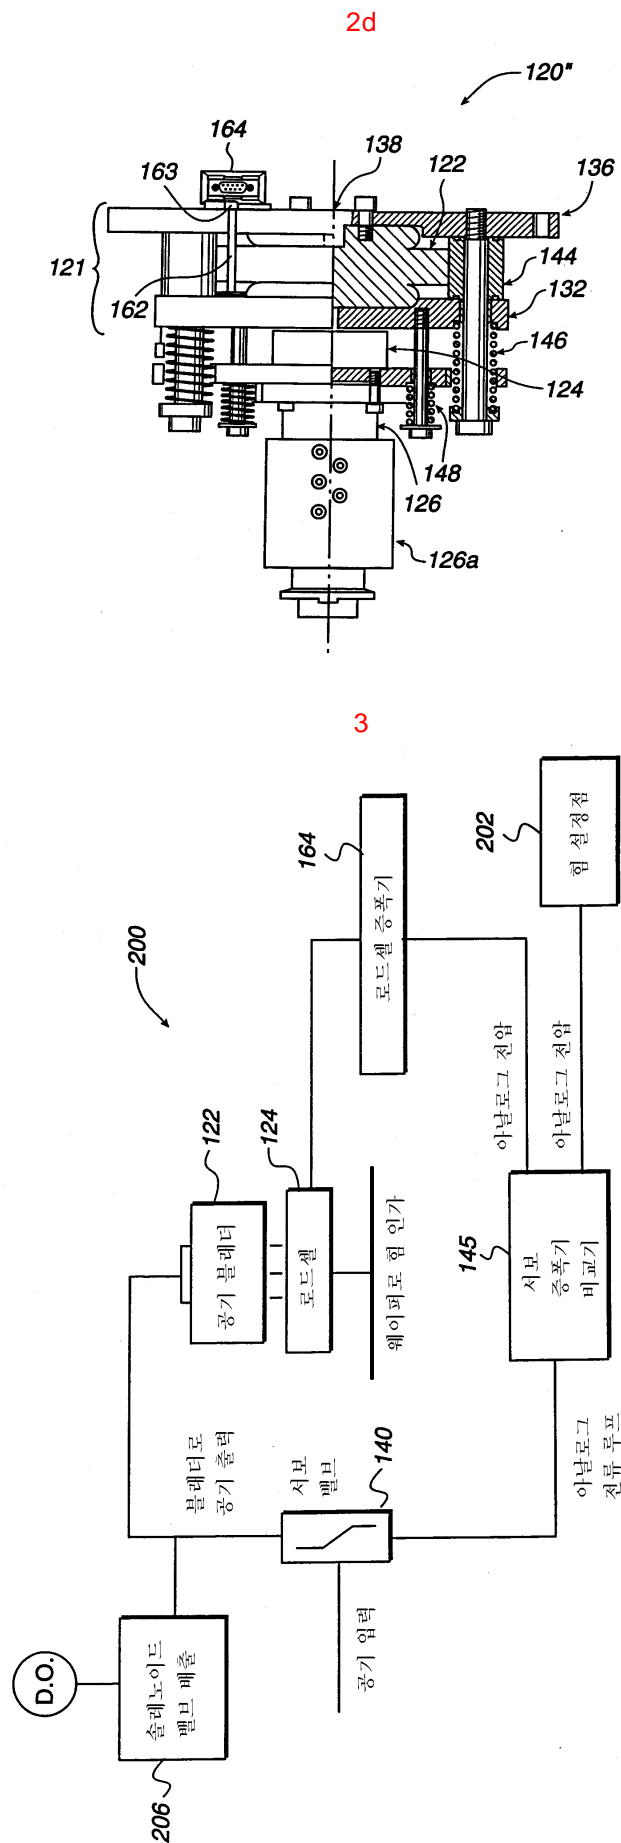 2d
120"
164
138
163
122
136
121
162
144
132
146
124
148
126
126a
3
202
힘 설정점
164
로드셀 증폭기
200
아날로그 전압
아날로그 전압
122
공기 블래더
124
로드셀
웨이퍼로 힘 인가
145
서보
증폭기
비교기
블래더로
공기 출력
서보
밸브
140
아날로그
전류 루프
공기 입력
D.O.
솔레노이드
밸브 배출
206